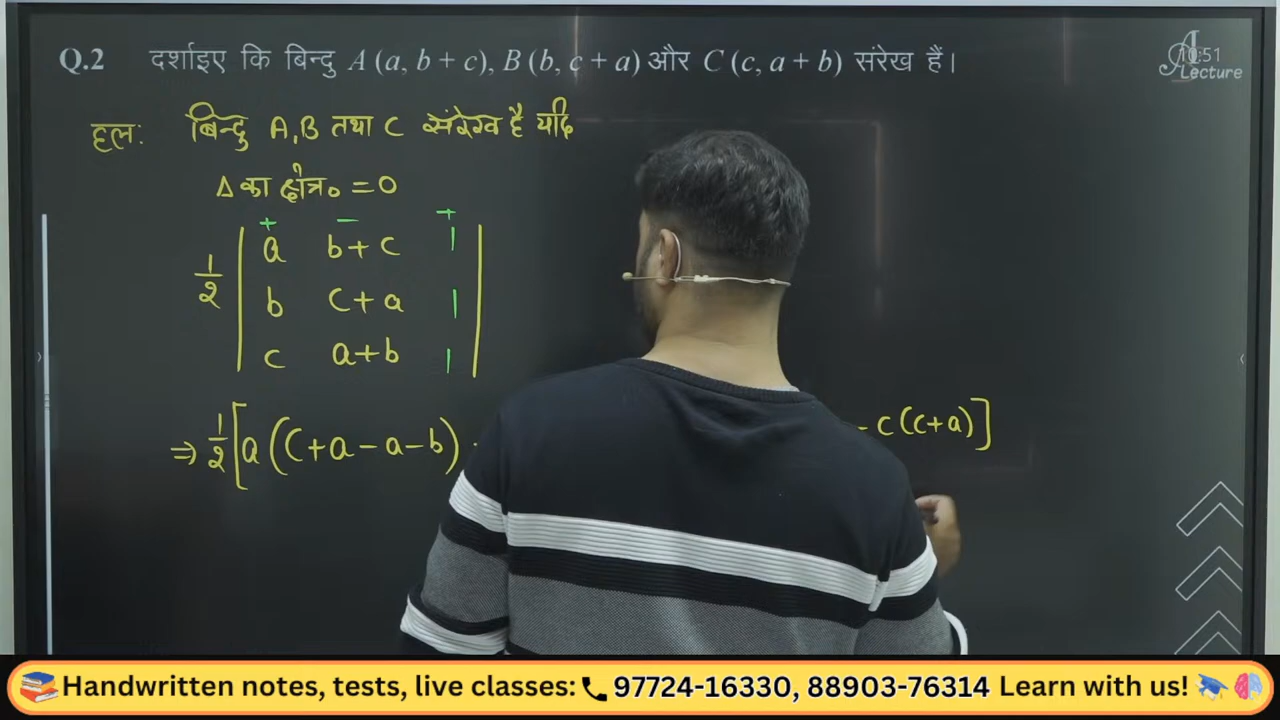 Q.2 दर्शाइए कि बिन्दु A (a, b + c), B (b, c + a) और C (c, a + b) संरेख हैं।
10:51
Lecture
हल: बिन्दु A, B तथा C संरेख है यदि
Δ का क्षेत्र० = 0
+ − +
1/2 | a b + c 1 |
| b c + a 1 |
| c a + b 1 |
⇒ 1/2 [a (c + a − a − b) − c (c + a)]
Handwritten notes, tests, live classes: 97724-16330, 88903-76314 Learn with us!